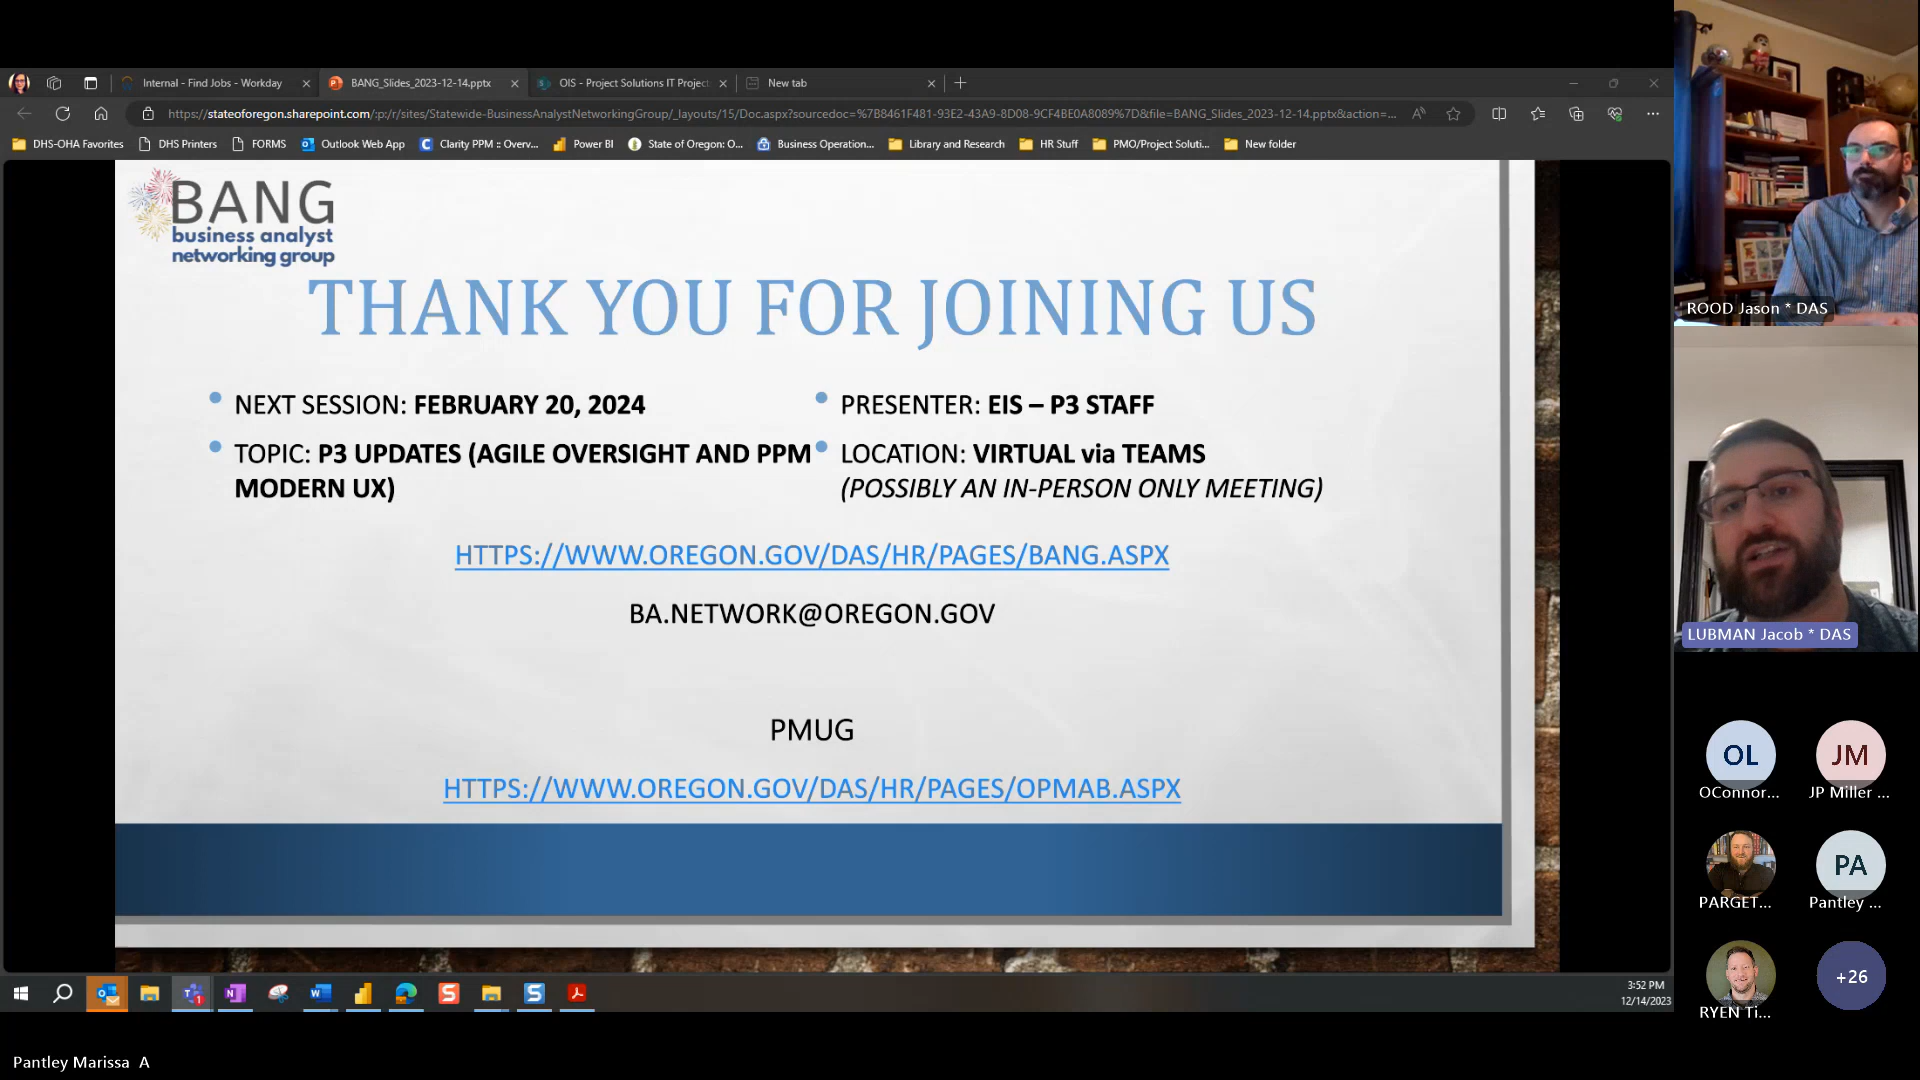 Internal - Find Jobs - Workday
BANG_Slides_2023-12-14.pptx
OIS - Project Solutions IT Project
New tab
https://stateoforegon.sharepoint.com/:p:/r/sites/Statewide-BusinessAnalystNetworkingGroup/_layouts/15/Doc.aspx?sourcedoc=%7B8461F481-93E2-43A9-8D08-9CF4BE0A8089%7D&file=BANG_Slides_2023-12-14.pptx&action=...
DHS-OHA Favorites
DHS Printers
FORMS
Outlook Web App
Clarity PPM :: Overv...
Power BI
State of Oregon: O...
Business Operation...
Library and Research
HR Stuff
PMO/Project Soluti...
New folder
BANG
business analyst
networking group
THANK YOU FOR JOINING US
NEXT SESSION: FEBRUARY 20, 2024
TOPIC: P3 UPDATES (AGILE OVERSIGHT AND PPM
MODERN UX)
PRESENTER: EIS – P3 STAFF
LOCATION: VIRTUAL via TEAMS
(POSSIBLY AN IN-PERSON ONLY MEETING)
HTTPS://WWW.OREGON.GOV/DAS/HR/PAGES/BANG.ASPX
BA.NETWORK@OREGON.GOV
PMUG
HTTPS://WWW.OREGON.GOV/DAS/HR/PAGES/OPMAB.ASPX
3:52 PM
12/14/2023
Pantley Marissa A
ROOD Jason * DAS
LUBMAN Jacob * DAS
OL
OConnor...
JM
JP Miller ...
PARGET...
PA
Pantley ...
RYEN Ti...
+26